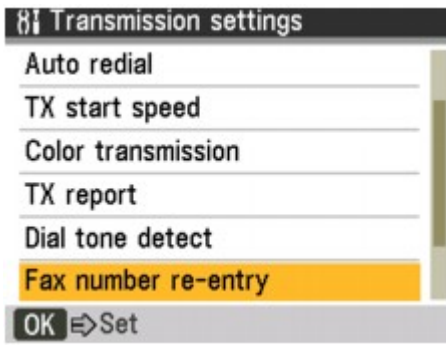 Transmission settings
Auto redial
TX start speed
Color transmission
TX report
Dial tone detect
Fax number re-entry
OK Set